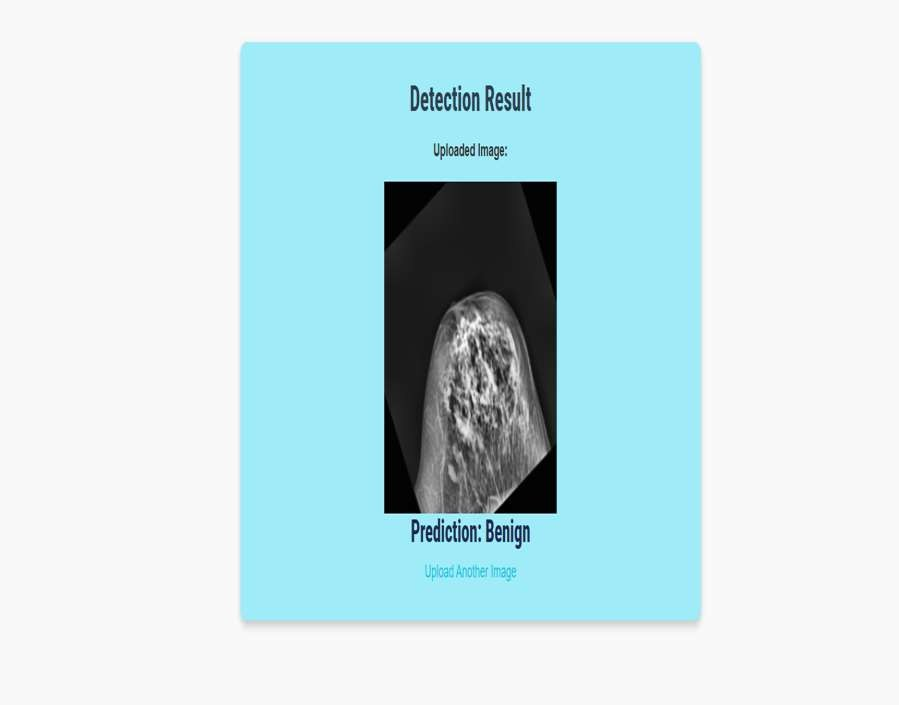 Detection Result
Uploaded Image:
Prediction: Benign
Upload Another Image